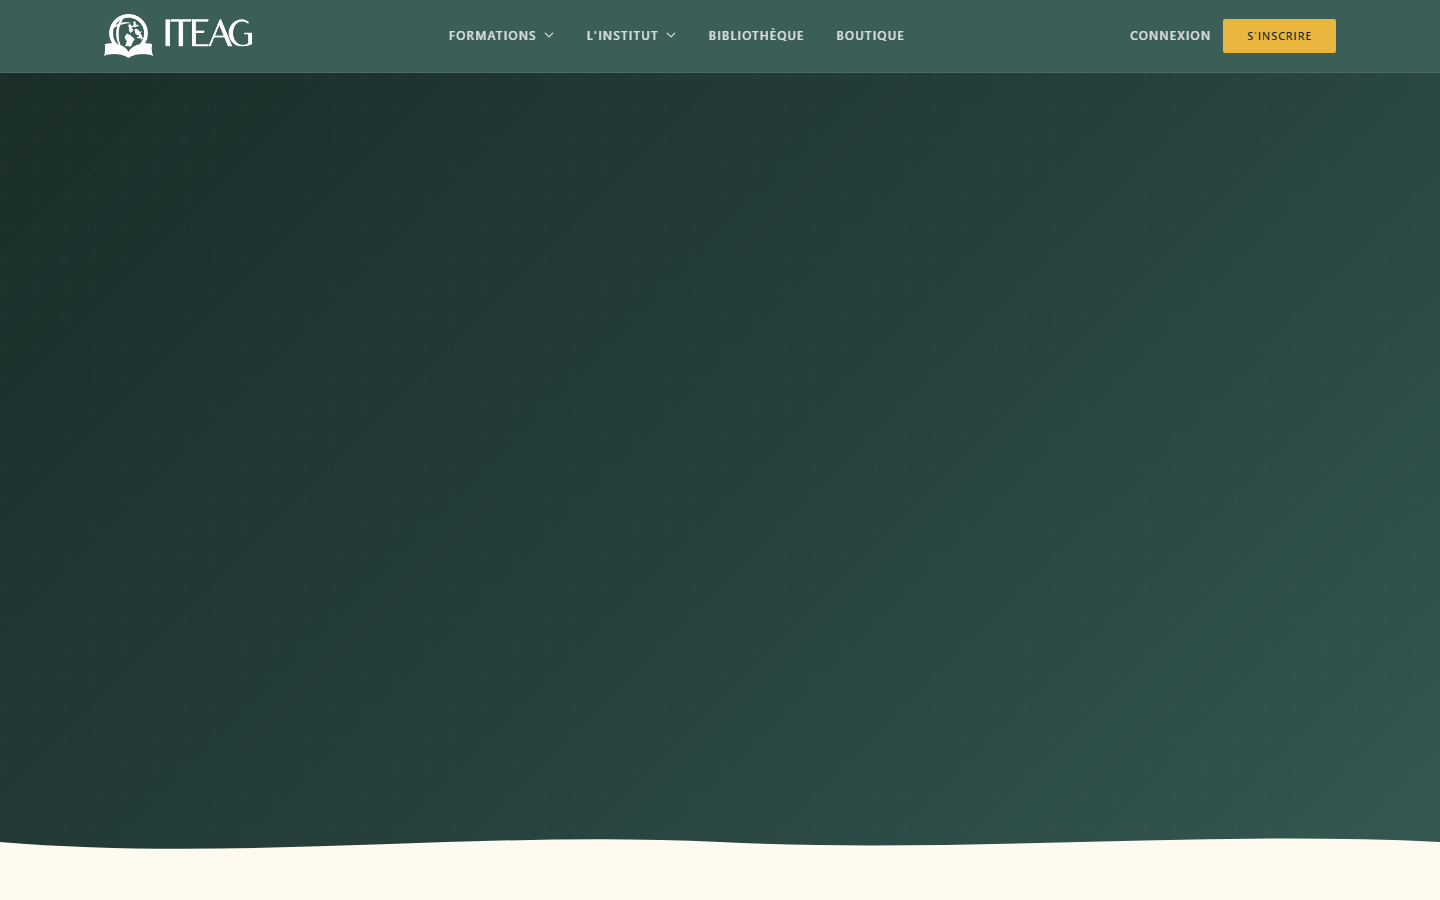 ITEAG
FORMATIONS
L'INSTITUT
BIBLIOTHÈQUE
BOUTIQUE
CONNEXION
S'INSCRIRE